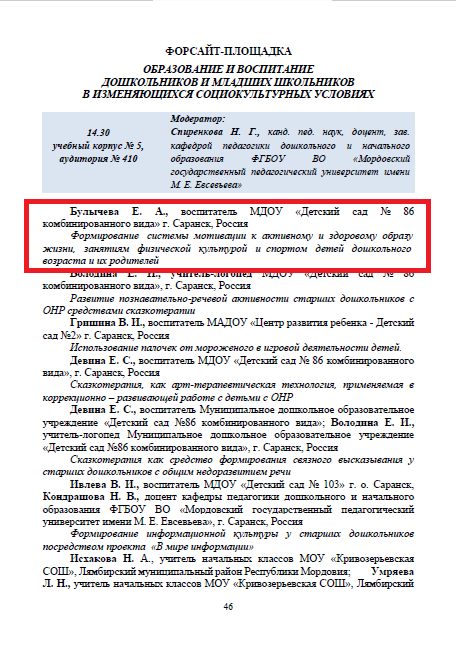 ФОРСАЙТ-ПЛОЩАДКА
ОБРАЗОВАНИЕ И ВОСПИТАНИЕ
ДОШКОЛЬНИКОВ И МЛАДШИХ ШКОЛЬНИКОВ
В ИЗМЕНЯЮЩИХСЯ СОЦИОКУЛЬТУРНЫХ УСЛОВИЯХ
14.30
учебный корпус № 5,
аудитория № 410
Модератор:
Спиренкова Н. Г., канд. пед. наук, доцент, зав.
кафедрой педагогики дошкольного и начального
образования ФГБОУ ВО «Мордовский
государственный педагогический университет имени
М. Е. Евсевьева»
Булычева Е. А., воспитатель МДОУ «Детский сад № 86
комбинированного вида» г. Саранск, Россия
Формирование системы мотивации к активному и здоровому образу
жизни, занятиям физической культурой и спортом детей дошкольного
возраста и их родителей
Володина Е. И., учитель-логопед МДОУ «Детский сад № 86
комбинированного вида», г. Саранск, Россия
Развитие познавательно-речевой активности старших дошкольников с
ОНР средствами сказкотерапии
Гришина В. И., воспитатель МАДОУ «Центр развития ребенка - Детский
сад №2» г. Саранск, Россия
Использование палочек от мороженого в игровой деятельности детей.
Девина Е. С., воспитатель МДОУ «Детский сад № 86 комбинированного
вида», г. Саранск, Россия
Сказкотерапия, как арт-терапевтическая технология, применяемая в
коррекционно – развивающей работе с детьми с ОНР
Девина Е. С., воспитатель Муниципальное дошкольное образовательное
учреждение «Детский сад №86 комбинированного вида»; Володина Е. И.,
учитель-логопед Муниципальное дошкольное образовательное учреждение
«Детский сад №86 комбинированного вида», г. Саранск, Россия
Сказкотерапия как средство формирования связного высказывания у
старших дошкольников с общим недоразвитием речи
Ивлева В. И., воспитатель МДОУ «Детский сад № 103» г. о. Саранск,
Кондрашова Н. В., доцент кафедры педагогики дошкольного и начального
образования ФГБОУ ВО «Мордовский государственный педагогический
университет имени М. Е. Евсевьева», г. Саранск, Россия
Формирование информационной культуры у старших дошкольников
посредством проекта «В мире информации»
Исхакова Н. А., учитель начальных классов МОУ «Кривозерьевская
СОШ», Лямбирский муниципальный район Республики Мордовия; Умряева
Л. Н., учитель начальных классов МОУ «Кривозерьевская СОШ», Лямбирский
46